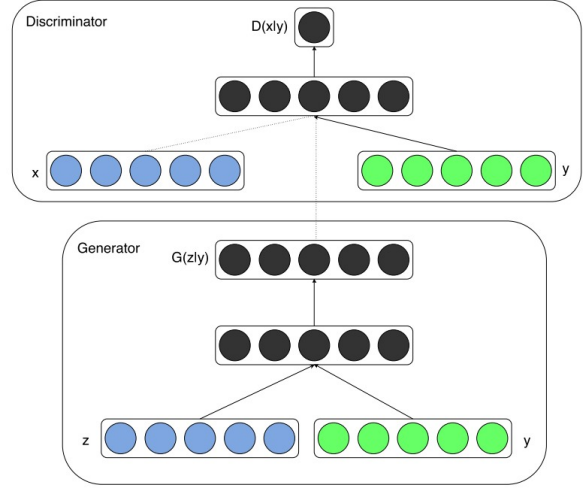 Discriminator
D(x|y)
x
y
Generator
G(z|y)
z
y